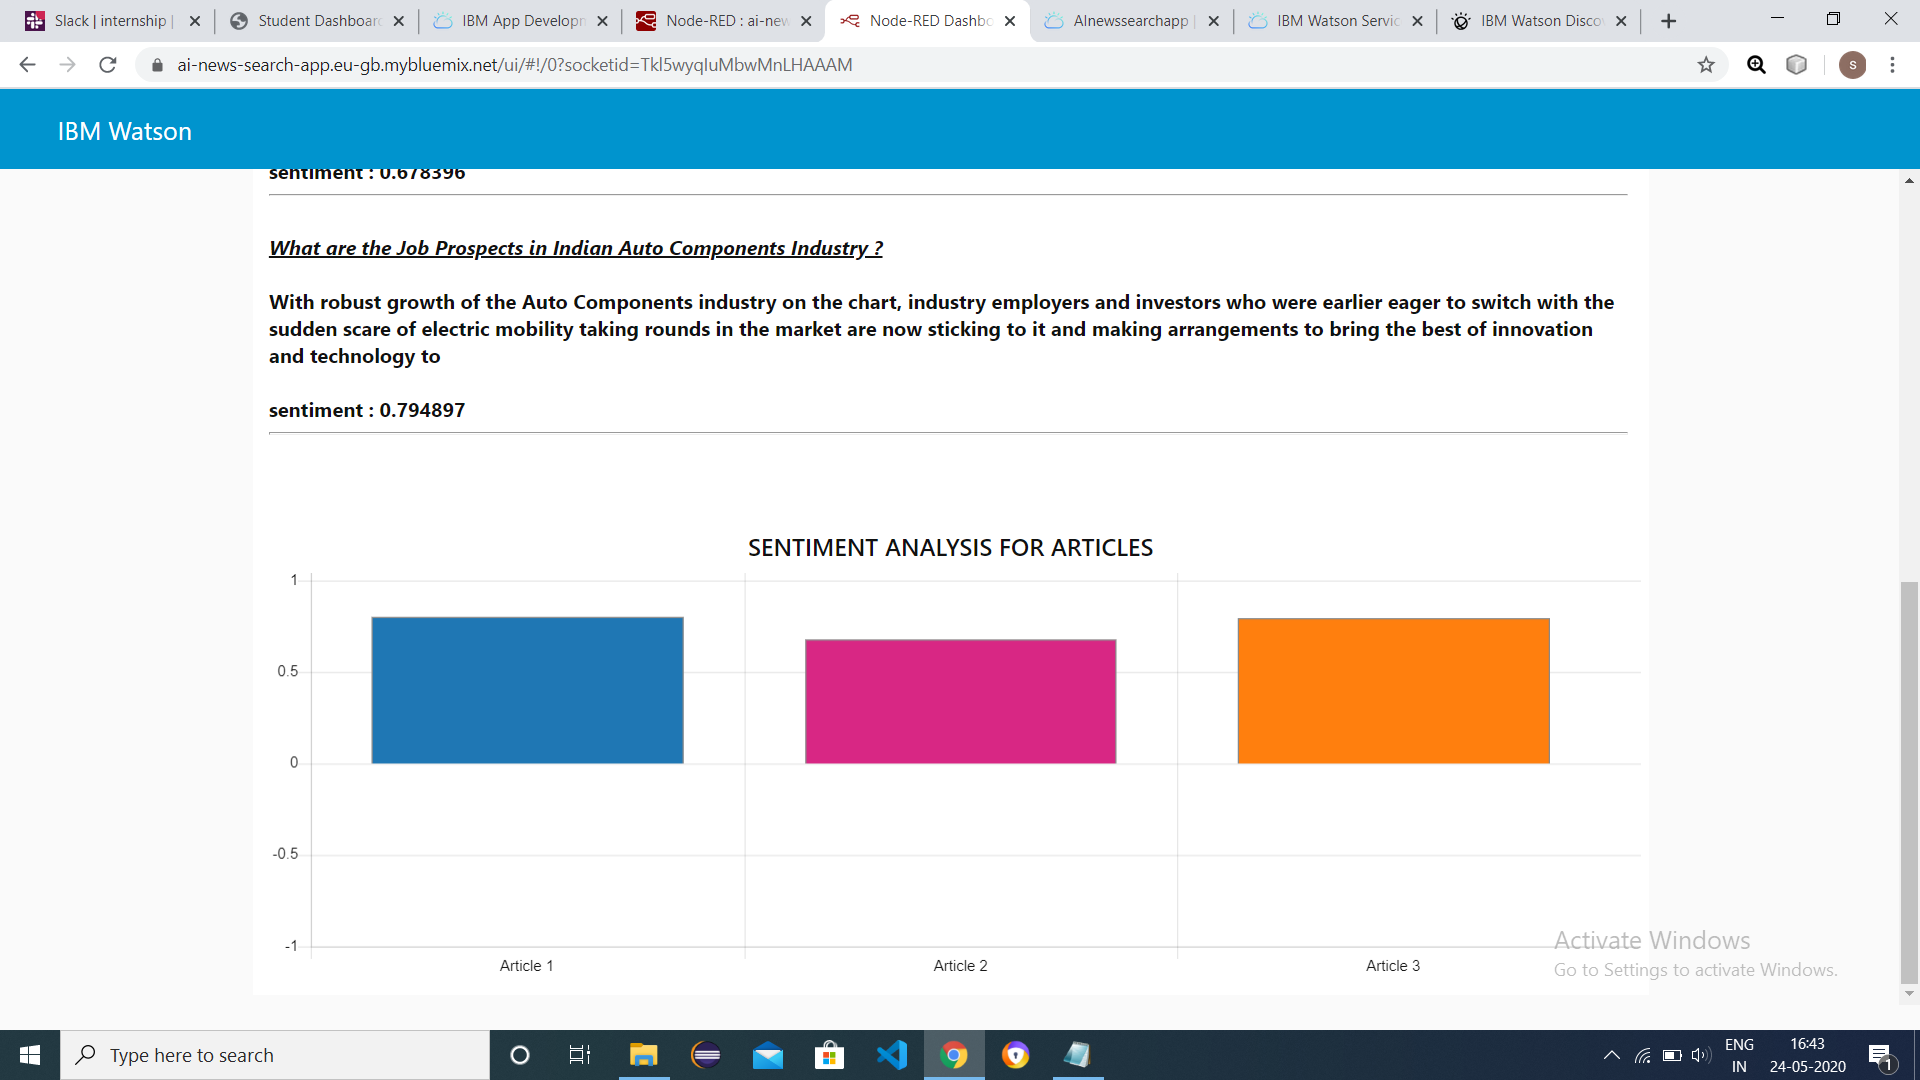 Slack | internship |
Student Dashboard
IBM App Developm
Node-RED : ai-new
Node-RED Dashbo
AInewssearchapp |
IBM Watson Servic
IBM Watson Disco
ai-news-search-app.eu-gb.mybluemix.net/ui/#!/0?socketid=Tkl5wyqIuMbwMnLHAAAM
S
IBM Watson
sentiment : 0.678396
What are the Job Prospects in Indian Auto Components Industry ?
With robust growth of the Auto Components industry on the chart, industry employers and investors who were earlier eager to switch with the
sudden scare of electric mobility taking rounds in the market are now sticking to it and making arrangements to bring the best of innovation
and technology to
sentiment : 0.794897
SENTIMENT ANALYSIS FOR ARTICLES
1
0.5
0
-0.5
-1
Article 1
Article 2
Article 3
Activate Windows
Go to Settings to activate Windows.
Type here to search
ENG
IN
16:43
24-05-2020
1